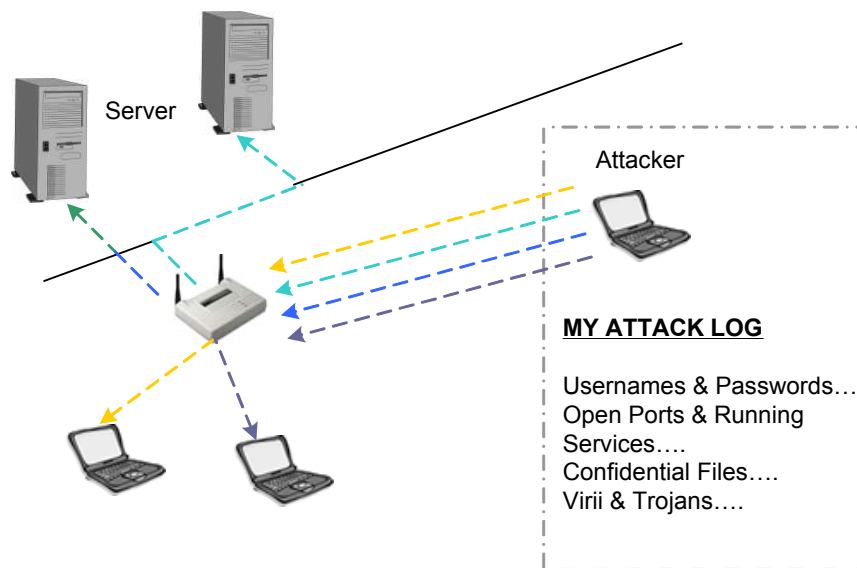 Server
Attacker
MY ATTACK LOG
Usernames & Passwords….
Open Ports & Running
Services….
Confidential Files….
Virii & Trojans….